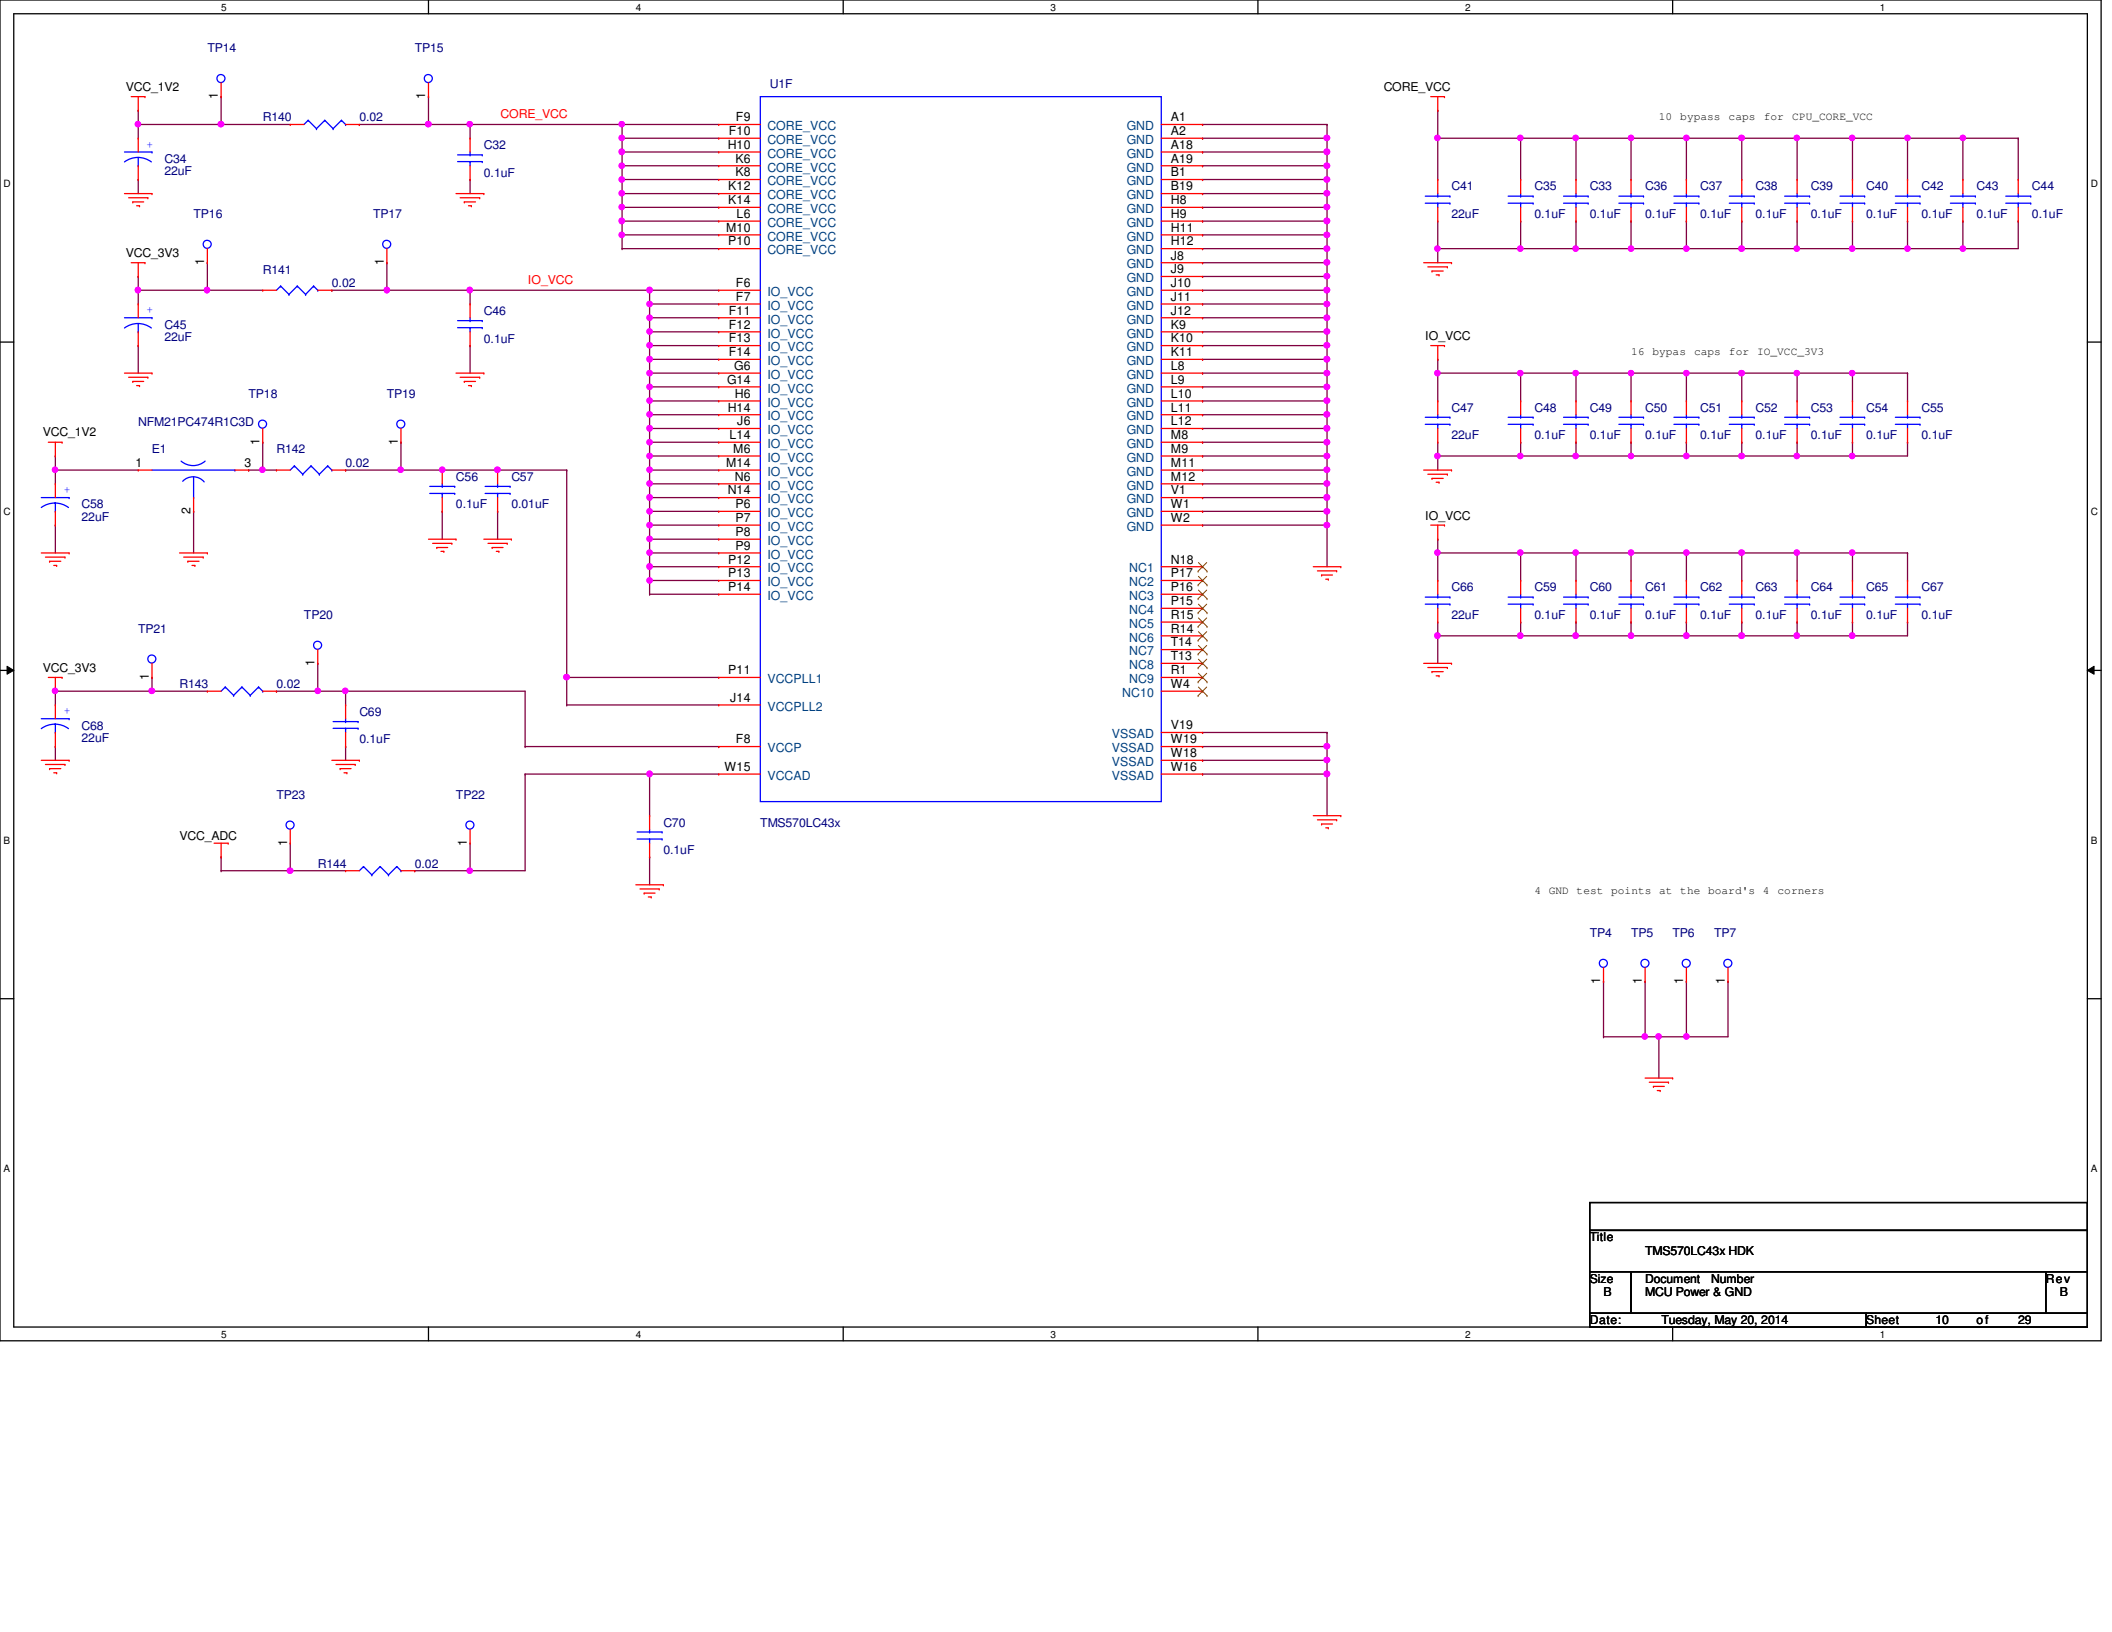 5 4 3 2 1
D
C
B
A
TP14 TP15
VCC_1V2
1 1
R140 0.02
CORE_VCC
C34
22uF
C32
0.1uF
TP16 TP17
VCC_3V3
1 1
R141
0.02
IO_VCC
C45
22uF
C46
0.1uF
TP18 TP19
NFM21PC474R1C3D
VCC_1V2
E1
1 3
2
1 1
R142
0.02
C58
22uF
C56
0.1uF
C57
0.01uF
TP21 TP20
VCC_3V3
1 1
R143 0.02
C68
22uF
C69
0.1uF
TP23 TP22
VCC_ADC
1 1
R144 0.02
C70
0.1uF
U1F
F9 CORE_VCC
F10 CORE_VCC
H10 CORE_VCC
K6 CORE_VCC
K8 CORE_VCC
K12 CORE_VCC
K14 CORE_VCC
L6 CORE_VCC
M10 CORE_VCC
P10 CORE_VCC
F6 IO_VCC
F7 IO_VCC
F11 IO_VCC
F12 IO_VCC
F13 IO_VCC
F14 IO_VCC
G6 IO_VCC
G14 IO_VCC
H6 IO_VCC
H14 IO_VCC
J6 IO_VCC
L14 IO_VCC
M6 IO_VCC
M14 IO_VCC
N6 IO_VCC
N14 IO_VCC
P6 IO_VCC
P7 IO_VCC
P8 IO_VCC
P9 IO_VCC
P12 IO_VCC
P13 IO_VCC
P14 IO_VCC
P11 VCCPLL1
J14 VCCPLL2
F8 VCCP
W15 VCCAD
GND A1
GND A2
GND A18
GND A19
GND B1
GND B19
GND H8
GND H9
GND H11
GND H12
GND J8
GND J9
GND J10
GND J11
GND J12
GND K9
GND K10
GND K11
GND L8
GND L9
GND L10
GND L11
GND L12
GND M8
GND M9
GND M11
GND M12
GND V1
GND W1
GND W2
NC1 N18
NC2 P17
NC3 P16
NC4 P15
NC5 R15
NC6 R14
NC7 T14
NC8 T13
NC9 R1
NC10 W4
VSSAD V19
VSSAD W19
VSSAD W18
VSSAD W16
TMS570LC43x
CORE_VCC
10 bypass caps for CPU_CORE_VCC
C41 C35 C33 C36 C37 C38 C39 C40 C42 C43 C44
22uF 0.1uF 0.1uF 0.1uF 0.1uF 0.1uF 0.1uF 0.1uF 0.1uF 0.1uF 0.1uF
IO_VCC
16 bypas caps for IO_VCC_3V3
C47 C48 C49 C50 C51 C52 C53 C54 C55
22uF 0.1uF 0.1uF 0.1uF 0.1uF 0.1uF 0.1uF 0.1uF 0.1uF
IO_VCC
C66 C59 C60 C61 C62 C63 C64 C65 C67
22uF 0.1uF 0.1uF 0.1uF 0.1uF 0.1uF 0.1uF 0.1uF 0.1uF
4 GND test points at the board's 4 corners
TP4 TP5 TP6 TP7
1 1 1 1
D
C
B
A
Title
TMS570LC43x HDK
Size Document Number Rev
B MCU Power & GND B
Date: Tuesday, May 20, 2014 Sheet 10 of 29
5 4 3 2 1